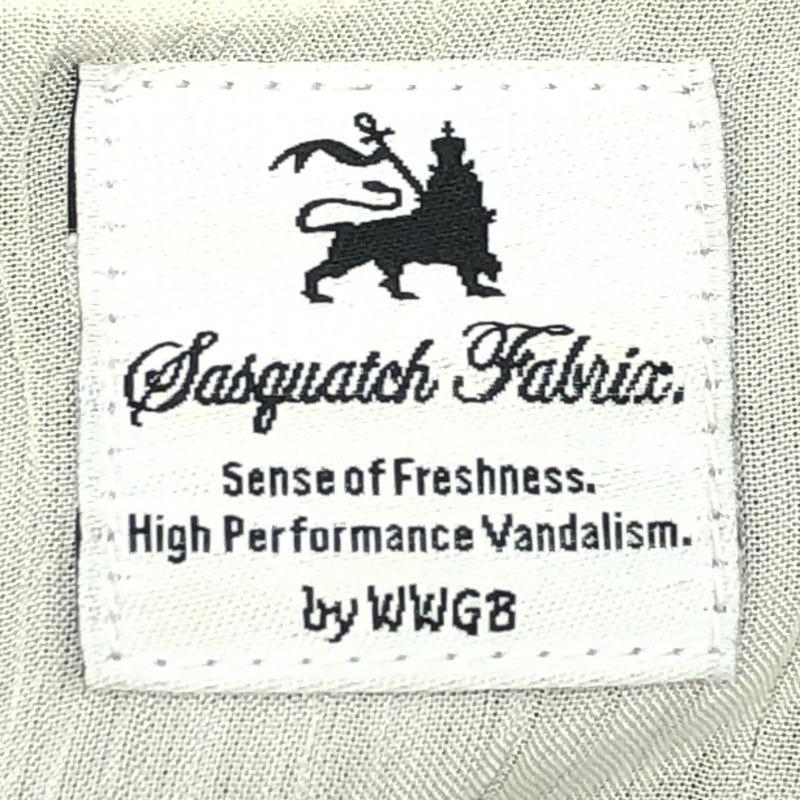 Sasquatch Fabrix.
Sense of Freshness.
High Performance Vandalism.
by WWGB